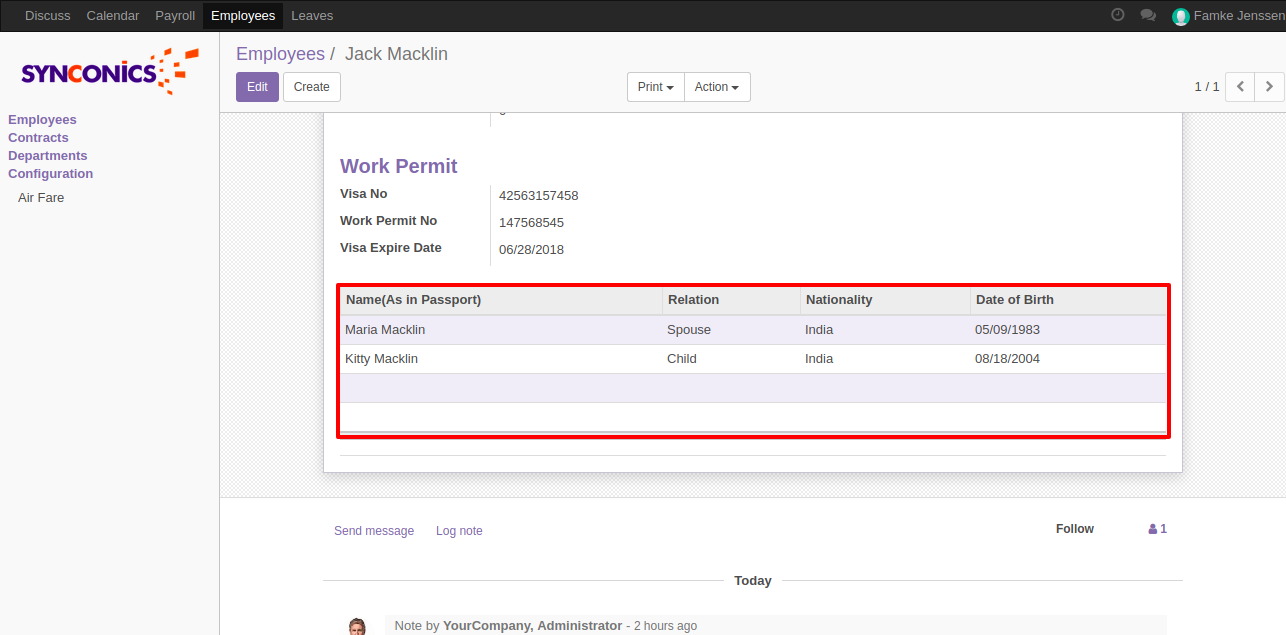 Discuss Calendar Payroll Employees Leaves Famke Jenssen
SYNCONICS
Employees / Jack Macklin
Edit Create Print Action 1 / 1
Employees
Contracts
Departments
Configuration
Air Fare
Work Permit
Visa No 42563157458
Work Permit No 147568545
Visa Expire Date 06/28/2018
Name(As in Passport) Relation Nationality Date of Birth
Maria Macklin Spouse India 05/09/1983
Kitty Macklin Child India 08/18/2004
Send message Log note Follow 1
Today
Note by YourCompany, Administrator - 2 hours ago